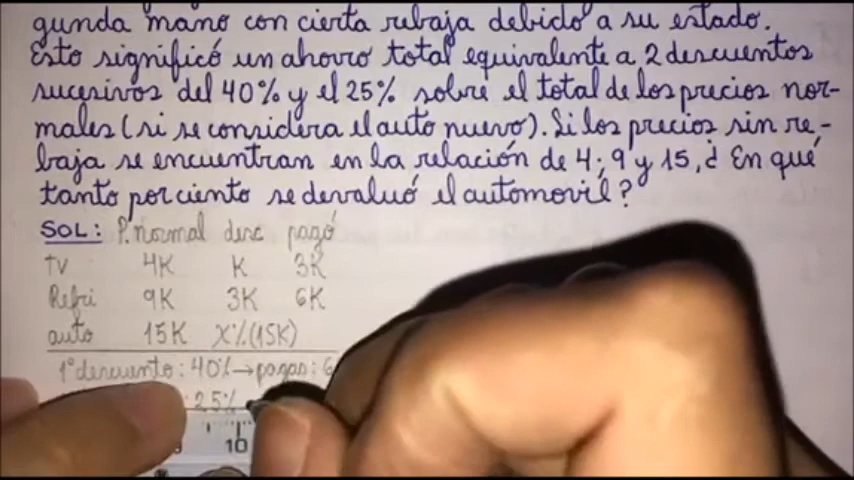 gunda mano con cierta rebaja debido a su estado.
Esto significó un ahorro total equivalente a 2 descuentos
sucesivos del 40% y el 25% sobre el total de los precios nor-
males (si se considera el auto nuevo). Si los precios sin re-
baja se encuentran en la relación de 4; 9 y 15, ¿ En qué
tanto por ciento se devaluó el automovil?
SOL: P.normal desc pagó
TV 4K K 3K
Refri 9K 3K 6K
auto 15K X%(15K)
1°descuento: 40% → pagas: 6
: 25%
10